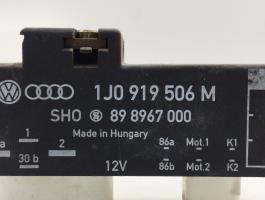 1J0 919 506 M
SHO 89 8967 000
Made in Hungary
a 1 2 86a Mot.1 K1
30 b 12V 86b Mot.2 K2